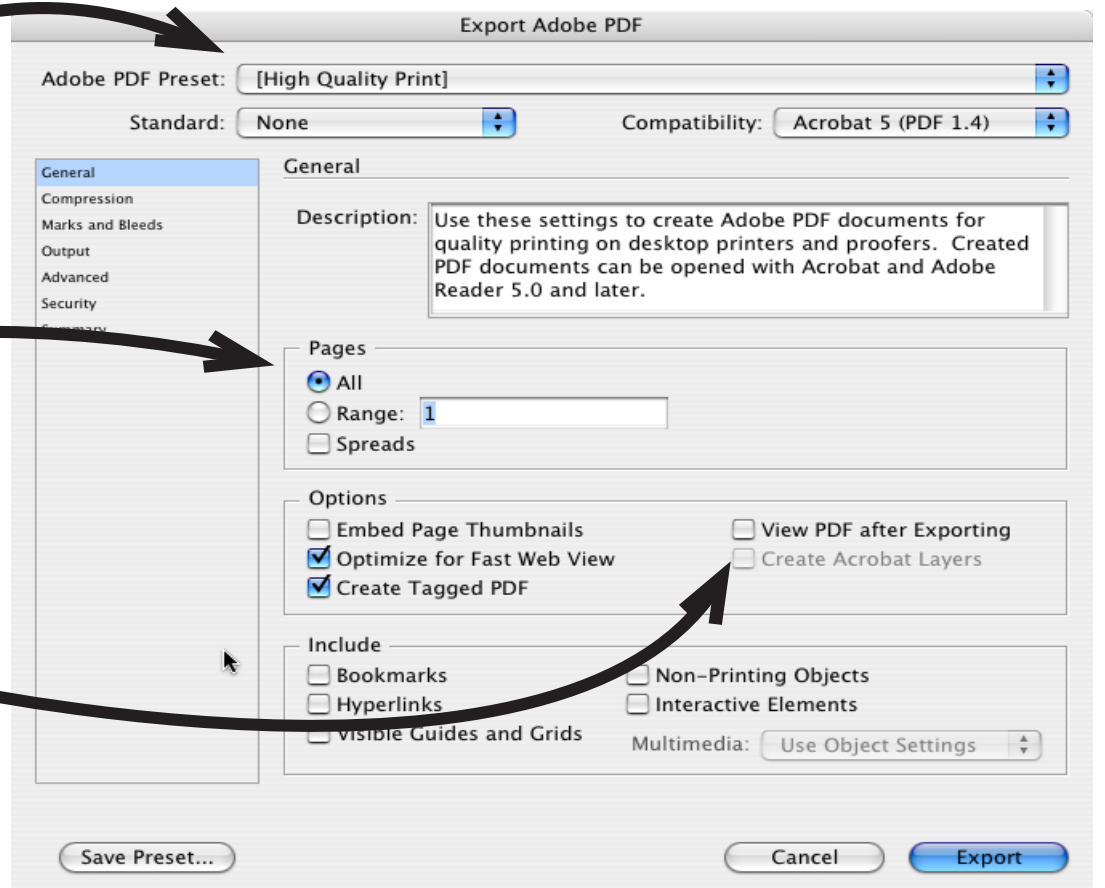 Export Adobe PDF
Adobe PDF Preset: [High Quality Print]
Standard: None Compatibility: Acrobat 5 (PDF 1.4)
General
Compression
Marks and Bleeds
Output
Advanced
Security
Summary
General
Description: Use these settings to create Adobe PDF documents for
quality printing on desktop printers and proofers. Created
PDF documents can be opened with Acrobat and Adobe
Reader 5.0 and later.
Pages
All
Range: 1
Spreads
Options
Embed Page Thumbnails View PDF after Exporting
Optimize for Fast Web View Create Acrobat Layers
Create Tagged PDF
Include
Bookmarks Non-Printing Objects
Hyperlinks Interactive Elements
Visible Guides and Grids Multimedia: Use Object Settings
Save Preset... Cancel Export